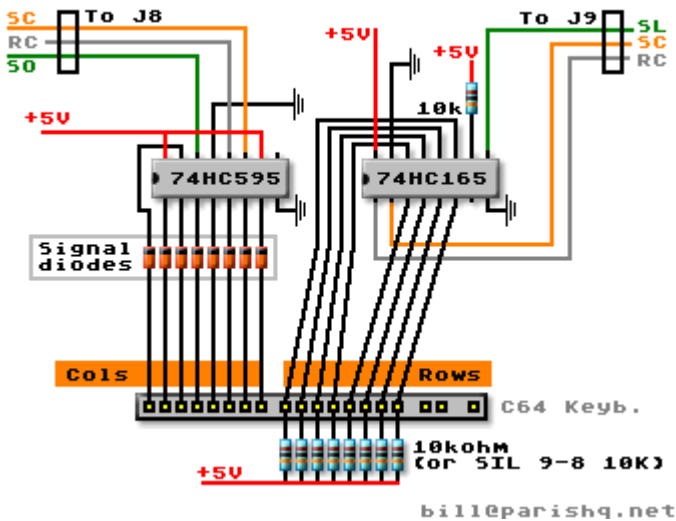 SC
To J8
RC
SO
+5V
+5V
+5V
To J9
SL
SC
RC
10k
74HC595
74HC165
Signal
diodes
Cols
Rows
C64 Keyb.
10kohm
(or SIL 9-8 10K)
+5V
bill@parishq.net